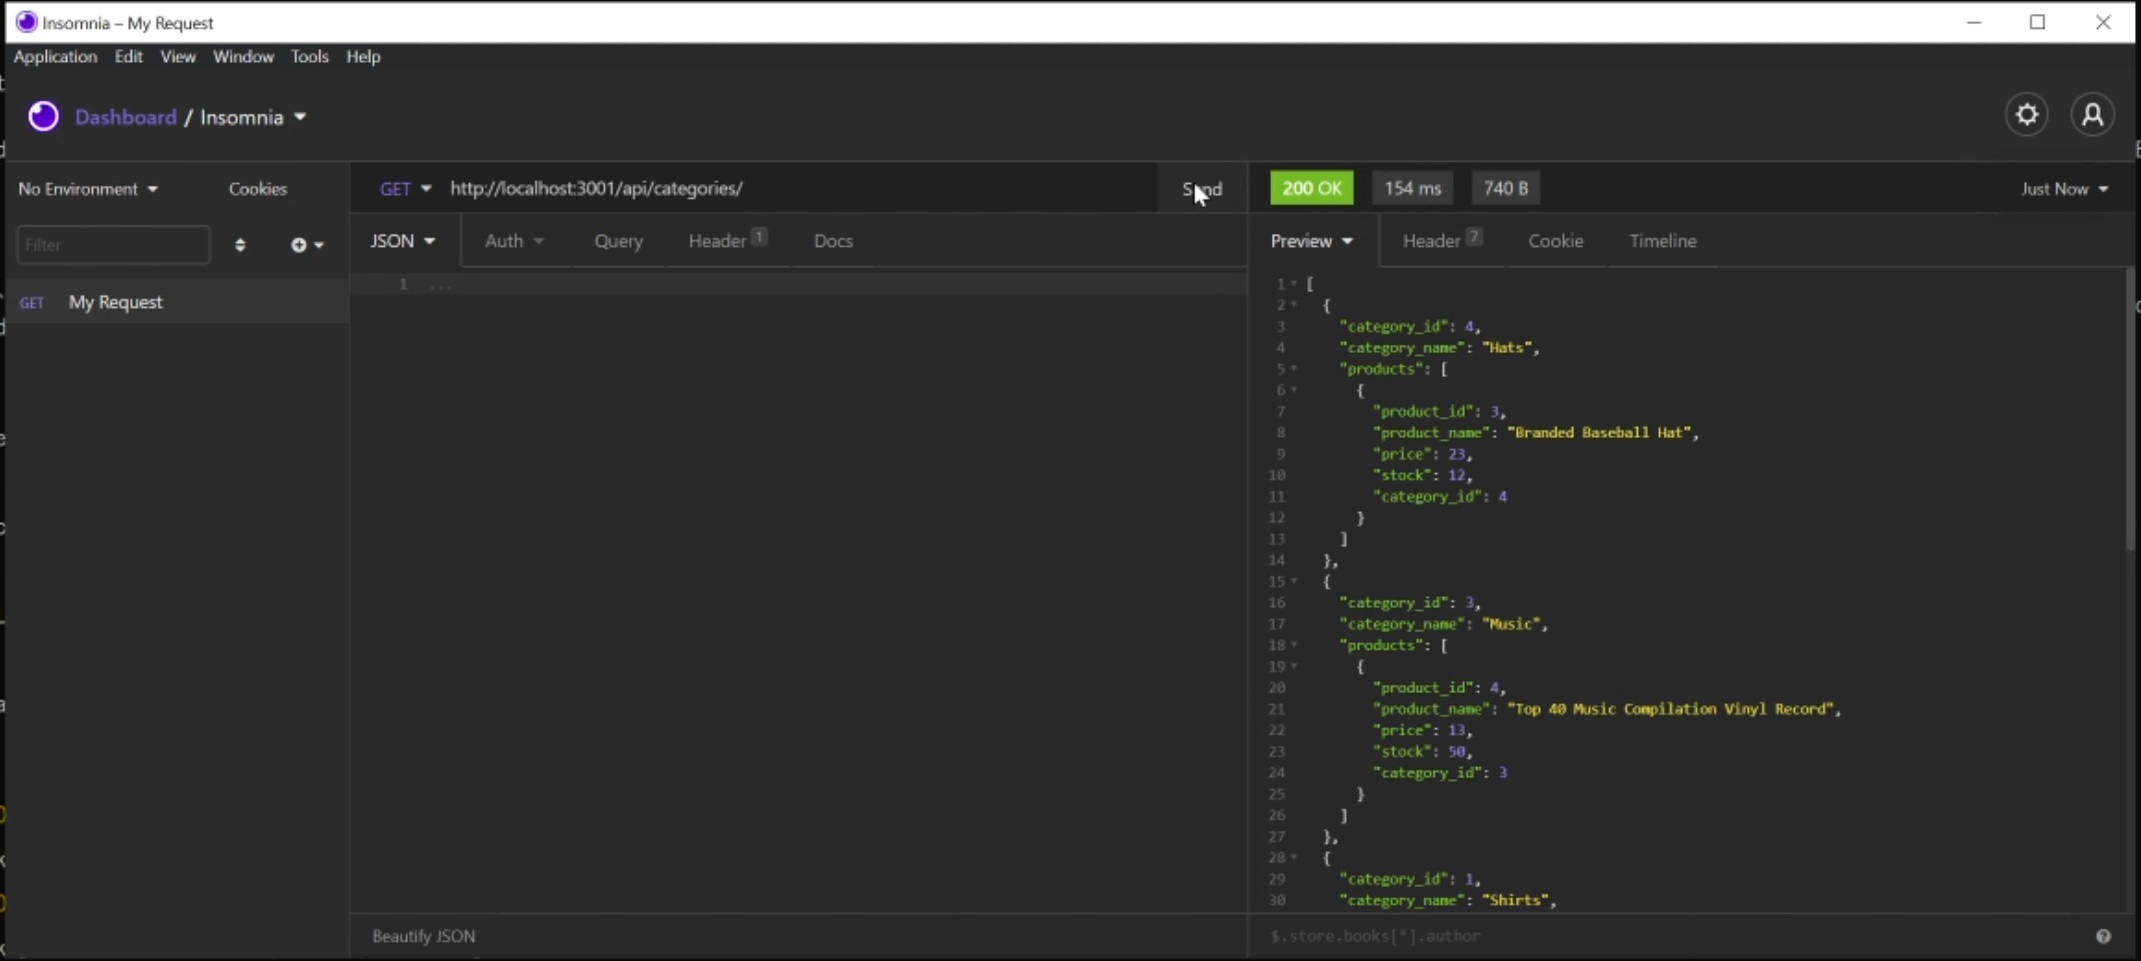 Insomnia – My Request
Application Edit View Window Tools Help
Dashboard / Insomnia
No Environment Cookies
GET http://localhost:3001/api/categories/ Send
200 OK 154 ms 740 B Just Now
Filter
JSON Auth Query Header 1 Docs
Preview Header 7 Cookie Timeline
GET My Request
1 ...
1 [
2 {
3 "category_id": 4,
4 "category_name": "Hats",
5 "products": [
6 {
7 "product_id": 3,
8 "product_name": "Branded Baseball Hat",
9 "price": 23,
10 "stock": 12,
11 "category_id": 4
12 }
13 ]
14 },
15 {
16 "category_id": 3,
17 "category_name": "Music",
18 "products": [
19 {
20 "product_id": 4,
21 "product_name": "Top 40 Music Compilation Vinyl Record",
22 "price": 13,
23 "stock": 50,
24 "category_id": 3
25 }
26 ]
27 },
28 {
29 "category_id": 1,
30 "category_name": "Shirts",
Beautify JSON
$.store.books[*].author